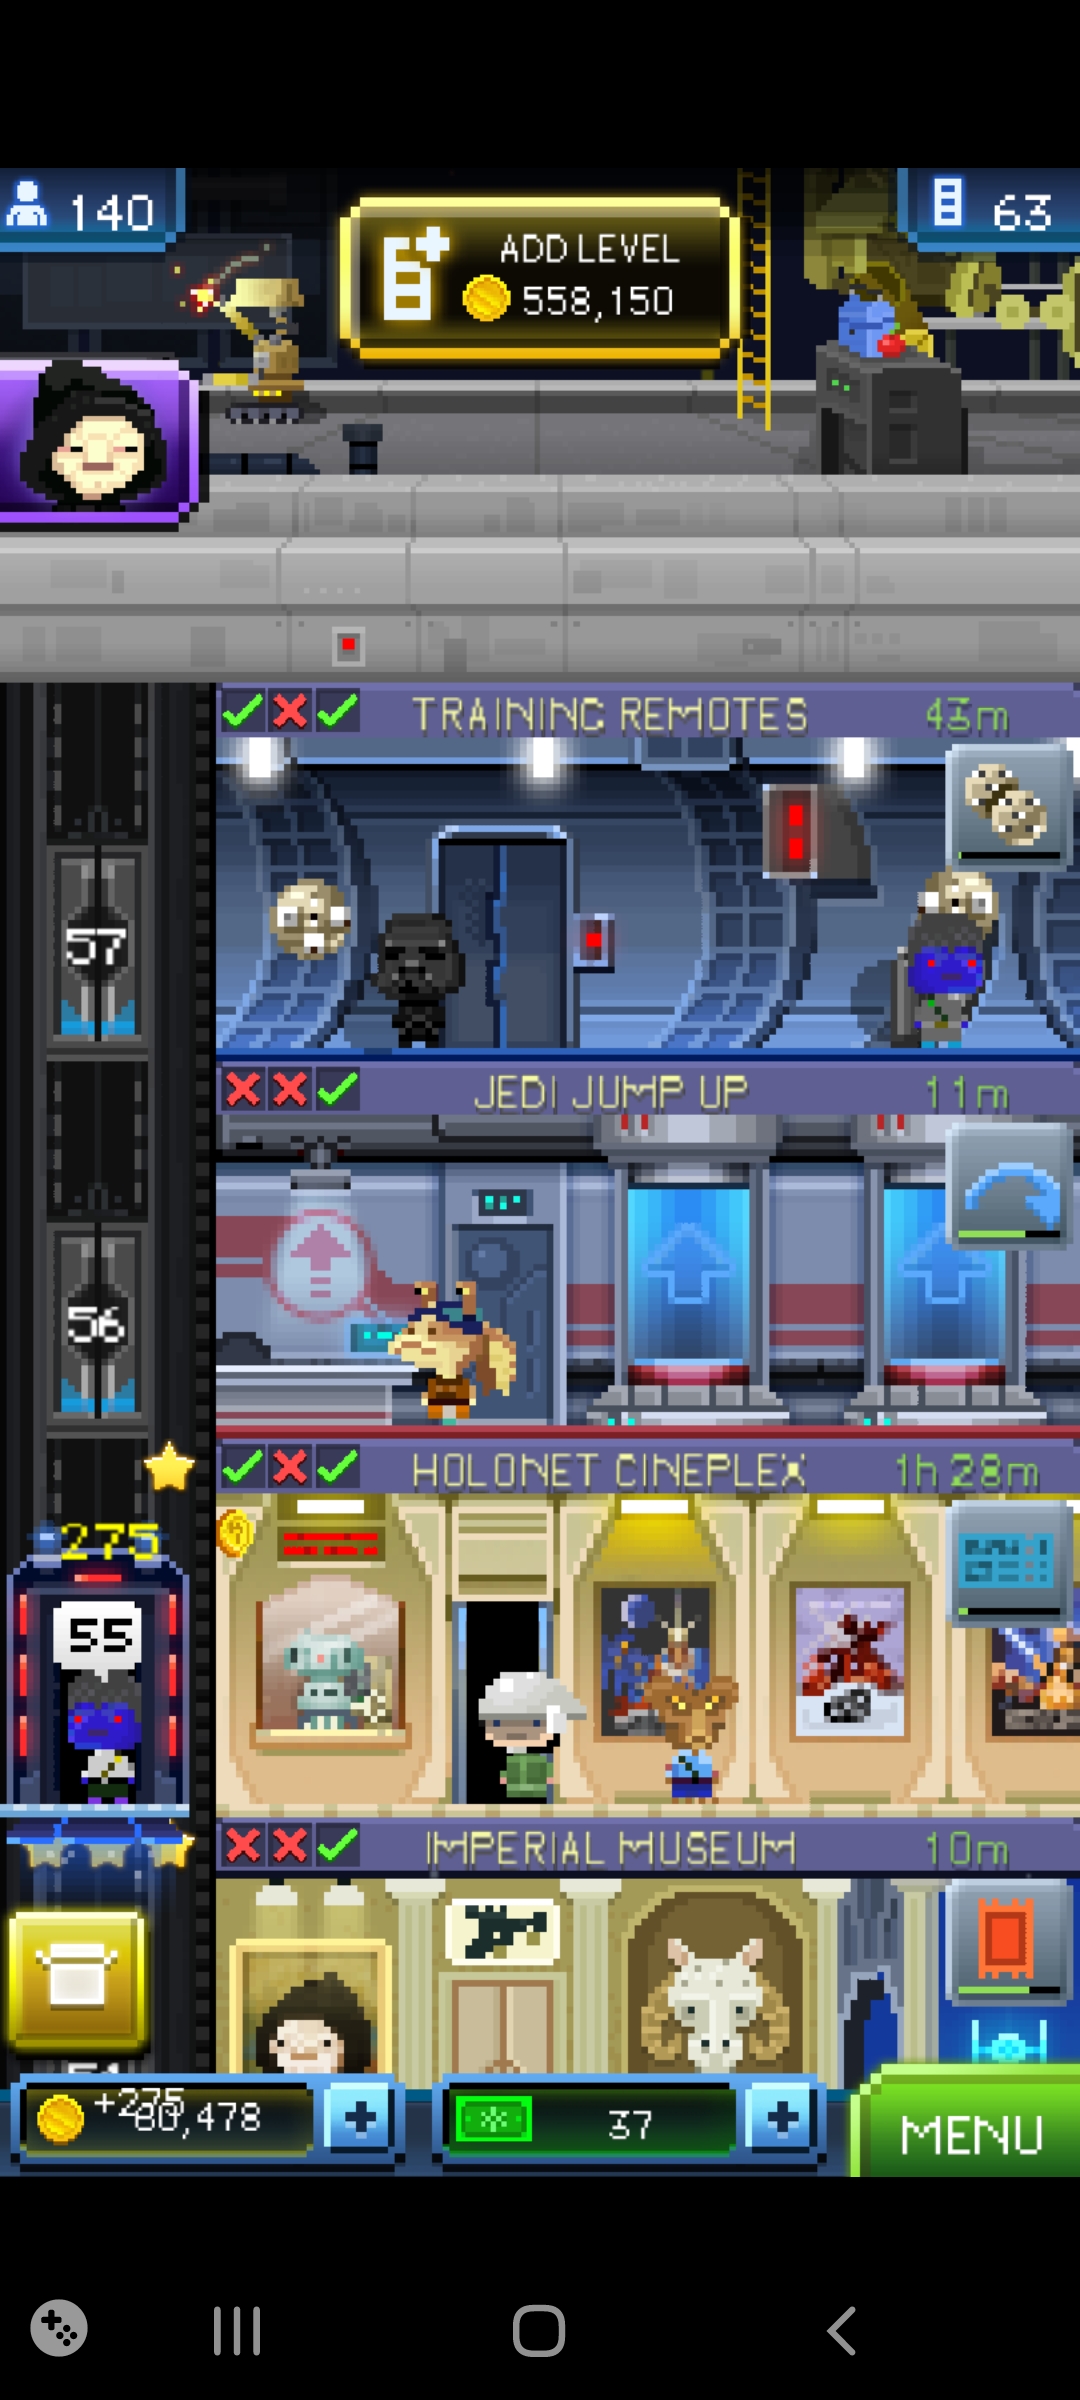 140
ADD LEVEL
558,150
63
TRAINING REMOTES 43m
57
JEDI JUMP UP 11m
56
HOLONET CINEPLEX 1h 28m
275
55
IMPERIAL MUSEUM 10m
+275
80,478
37
MENU